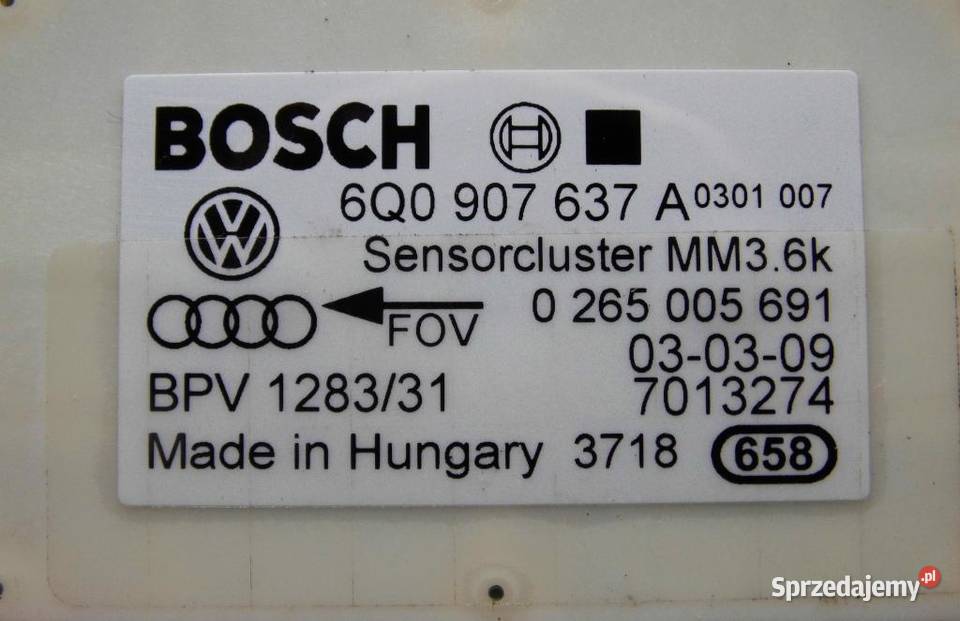 BOSCH
6Q0 907 637 A 0301 007
Sensorcluster MM3.6k
FOV 0 265 005 691
03-03-09
BPV 1283/31 7013274
Made in Hungary 3718 658
Sprzedajemy.pl